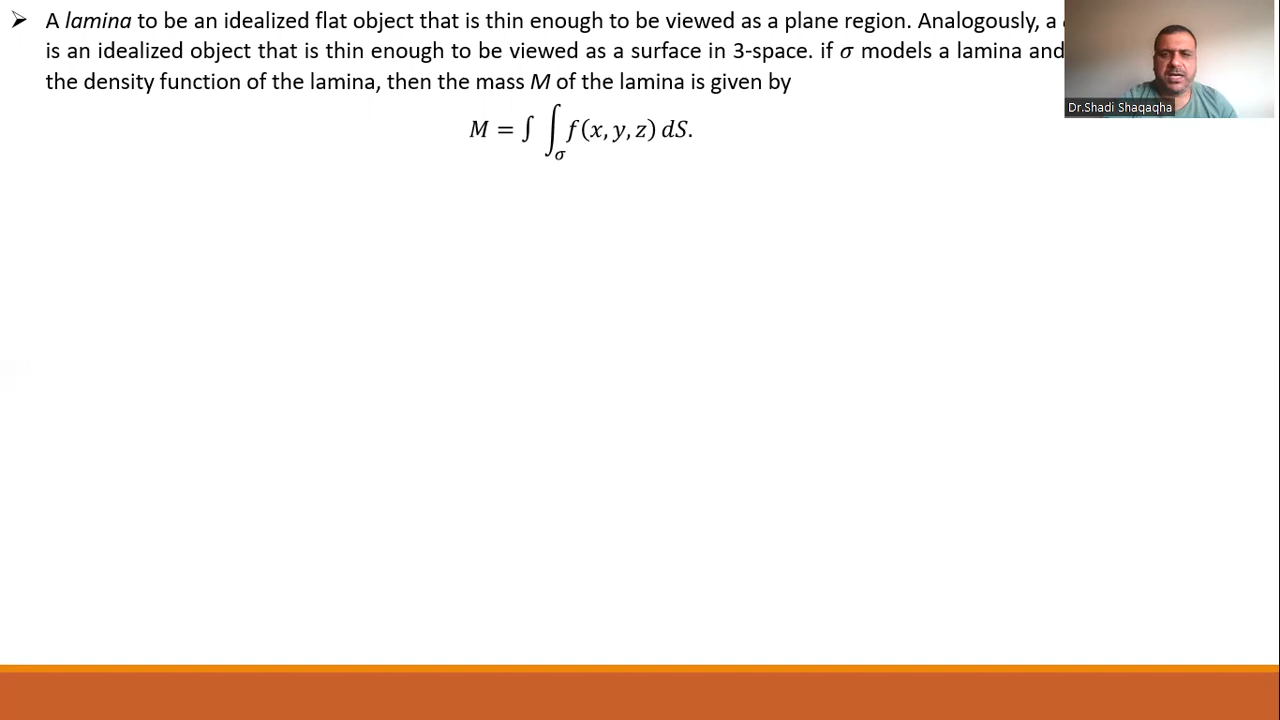 ➢ A lamina to be an idealized flat object that is thin enough to be viewed as a plane region. Analogously, a
is an idealized object that is thin enough to be viewed as a surface in 3-space. if σ models a lamina and
the density function of the lamina, then the mass M of the lamina is given by
M = ∫ ∫_σ f(x, y, z) dS.
Dr.Shadi Shaqaqha